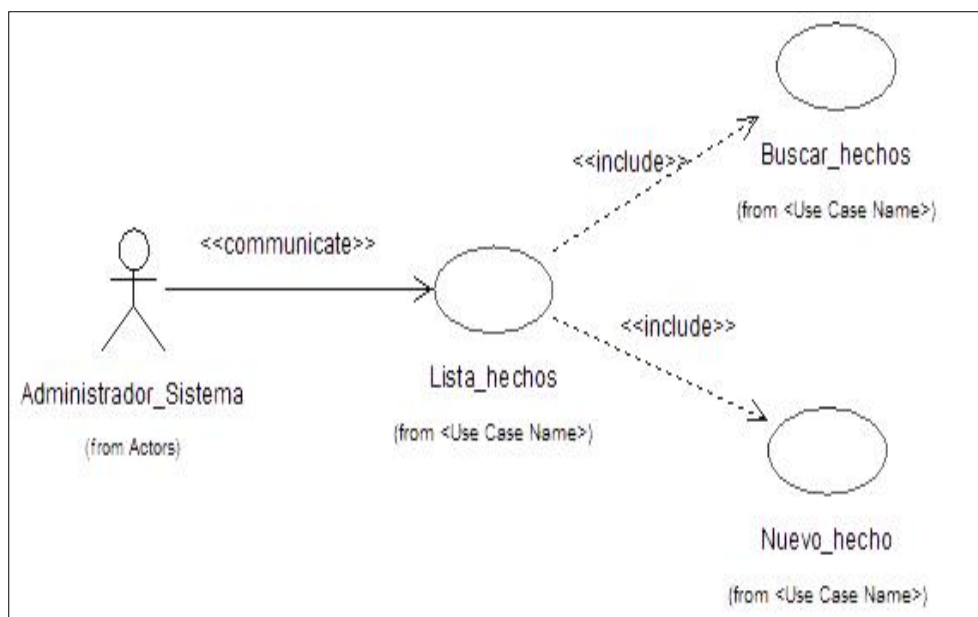 <<include>>
Buscar_hechos
(from <Use Case Name>)
<<communicate>>
Administrador_Sistema
(from Actors)
Lista_hechos
(from <Use Case Name>)
<<include>>
Nuevo_hecho
(from <Use Case Name>)